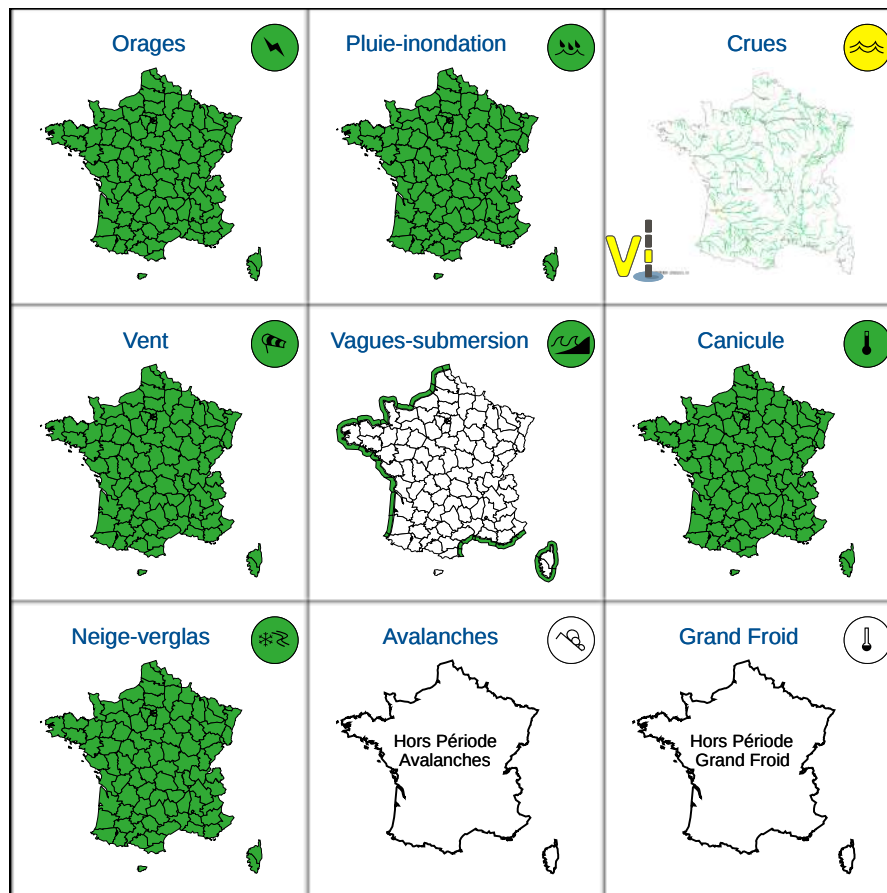 Orages
Pluie-inondation
Crues
Vent
Vagues-submersion
Canicule
Neige-verglas
Avalanches
Hors Période
Avalanches
Grand Froid
Hors Période
Grand Froid